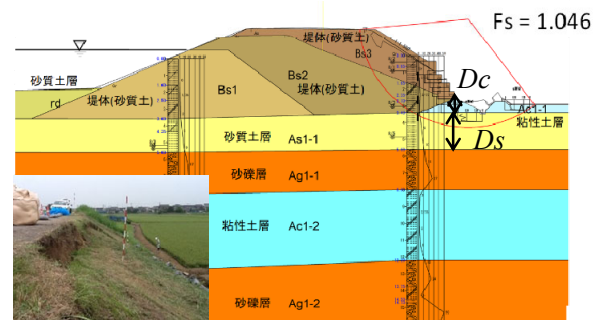 Fs = 1.046
堤体(砂質土)
Bs3
砂質土層
rd
堤体(砂質土)
Bs1
Bs2
堤体(砂質土)
Dc
Ac1-1
粘性土層
砂質土層 As1-1
Ds
砂礫層 Ag1-1
粘性土層 Ac1-2
砂礫層 Ag1-2